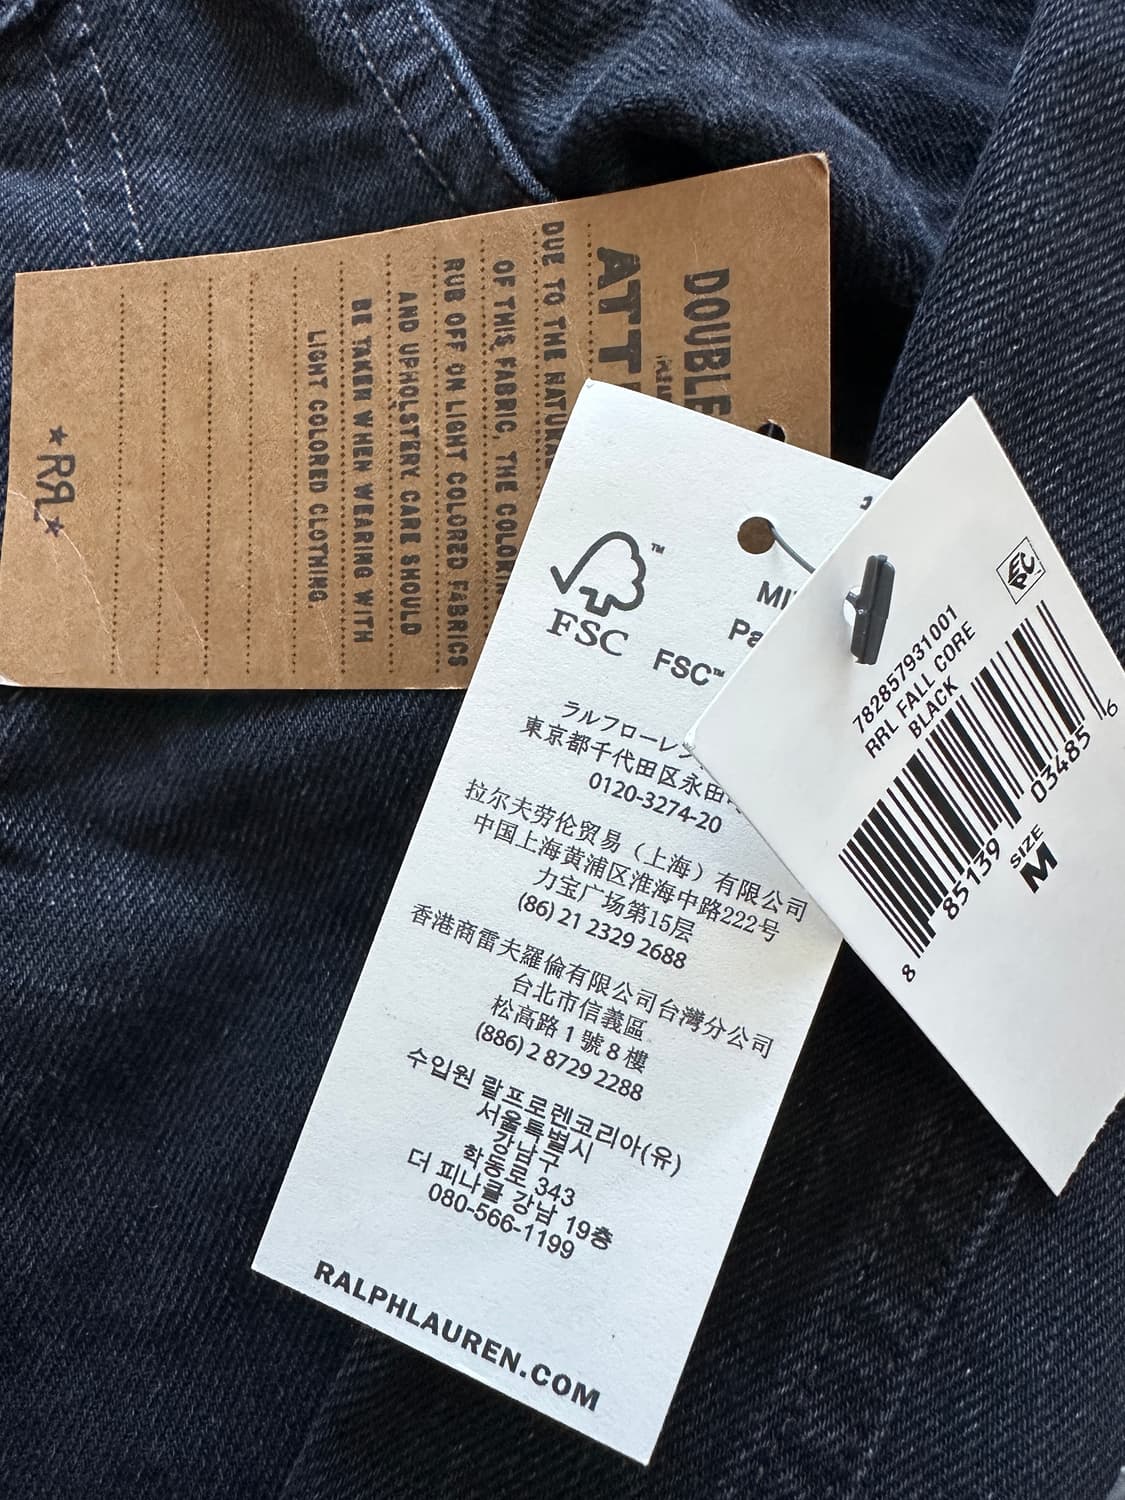 DOUBLE
DUE TO THE
OF THIS FABRIC, THE
RUB OFF ON LIGHT COLORED FABRICS
AND UPHOLSTERY CARE SHOULD
BE TAKEN WHEN WEARING WITH
LIGHT COLORED CLOTHING
RRL
FSC
FSC™
ラルフローレ
東京都千代田区永田
0120-3274-20
拉尔夫劳伦贸易（上海）有限公司
中国上海黄浦区淮海中路222号
力宝广场第15层
(86) 21 2329 2688
香港商雷夫羅倫有限公司台灣分公司
台北市信義區
松高路 1 號 8 樓
(886) 2 8729 2288
수입원 랄프로렌코리아(유)
서울특별시
강남구
학동로 343
더 피나클 강남 19층
080-566-1199
RALPHLAUREN.COM
EPC
782857931001
RRL FALL CORE
BLACK
8 85139 03485 6
SIZE
M